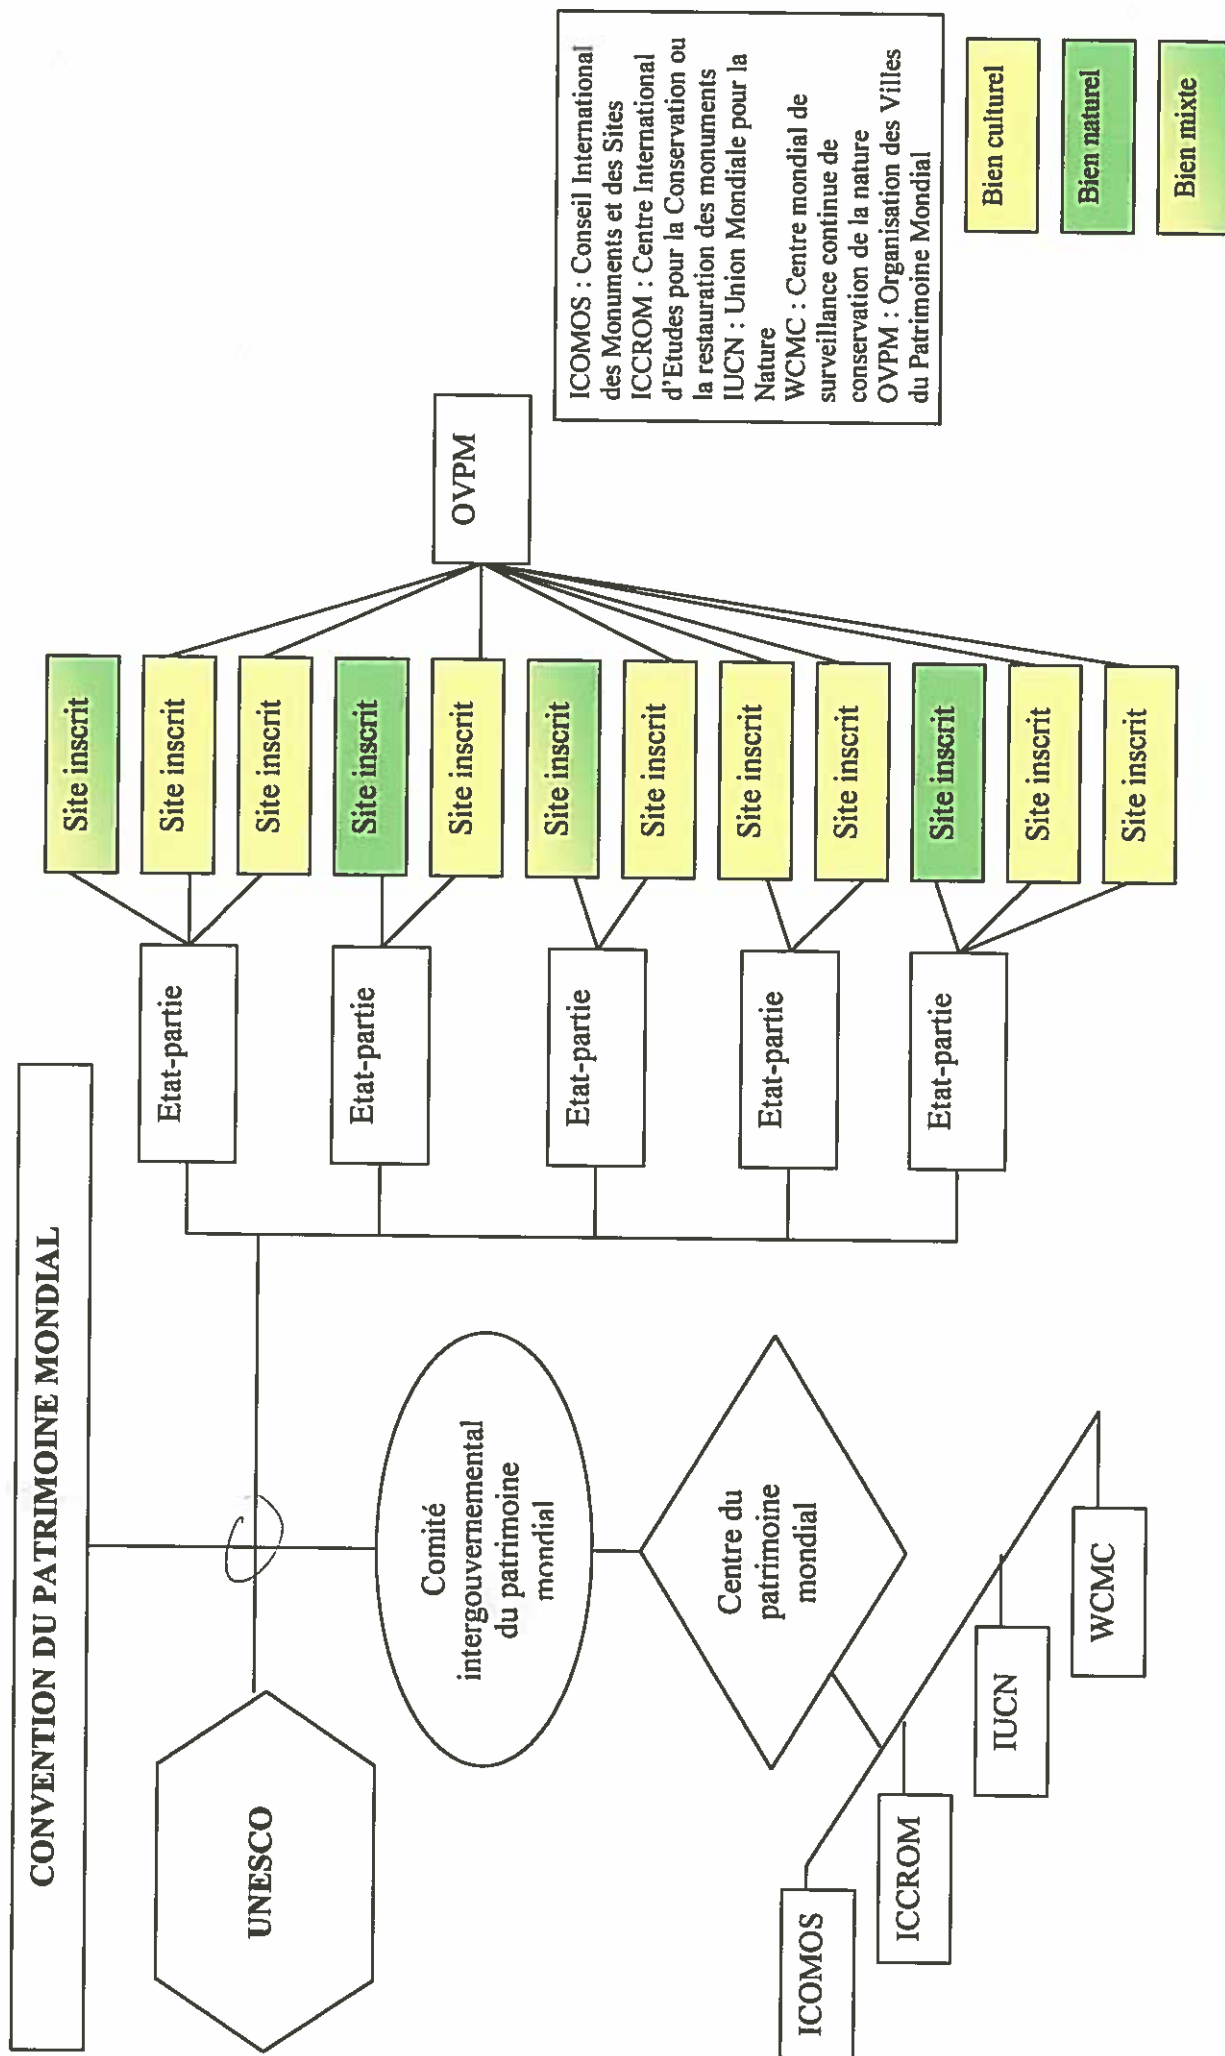 CONVENTION DU PATRIMOINE MONDIAL
UNESCO
Comité
intergouvernemental
du patrimoine
mondial
Centre du
patrimoine
mondial
ICOMOS
ICCROM
IUCN
WCMC
Etat-partie
Etat-partie
Etat-partie
Etat-partie
Etat-partie
Site inscrit
Site inscrit
Site inscrit
Site inscrit
Site inscrit
Site inscrit
Site inscrit
Site inscrit
Site inscrit
Site inscrit
Site inscrit
Site inscrit
OVPM
ICOMOS : Conseil International
des Monuments et des Sites
ICCROM : Centre International
d'Etudes pour la Conservation ou
la restauration des monuments
IUCN : Union Mondiale pour la
Nature
WCMC : Centre mondial de
surveillance continue de
conservation de la nature
OVPM : Organisation des Villes
du Patrimoine Mondial
Bien culturel
Bien naturel
Bien mixte